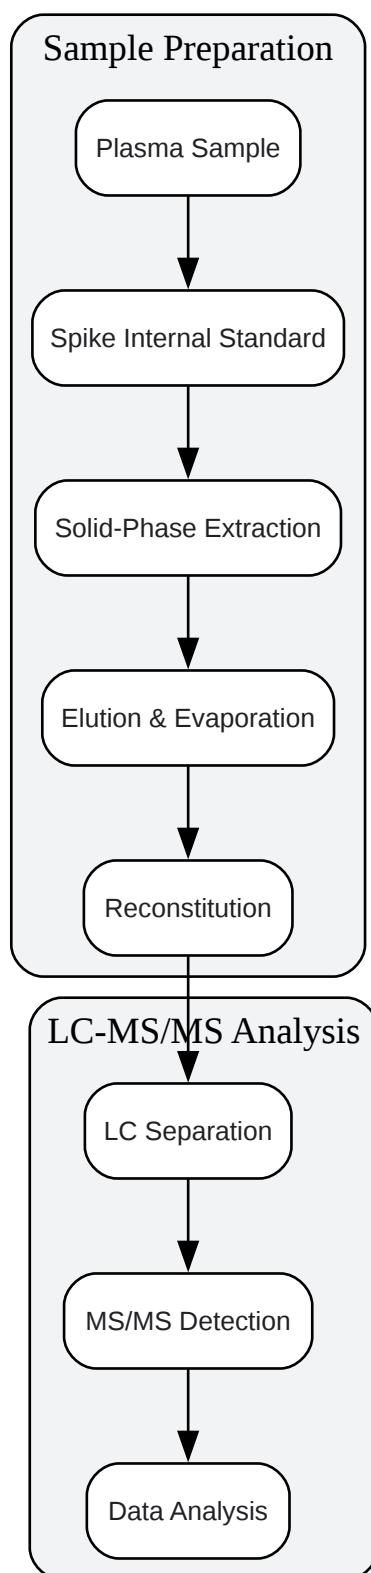 Sample Preparation
Plasma Sample
Spike Internal Standard
Solid-Phase Extraction
Elution & Evaporation
Reconstitution
LC-MS/MS Analysis
LC Separation
MS/MS Detection
Data Analysis